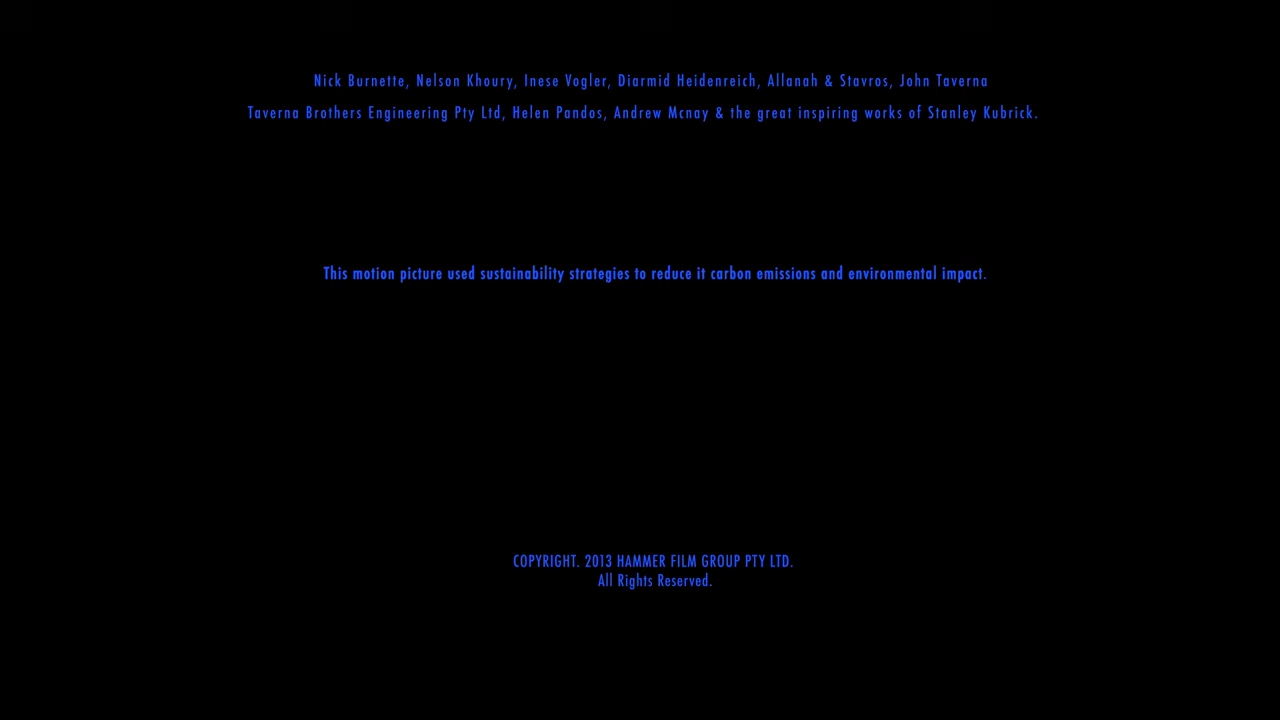 Nick Burnette, Nelson Khoury, Inese Vogler, Diarmid Heidenreich, Allanah & Stavros, John Taverna
Taverna Brothers Engineering Pty Ltd, Helen Pandos, Andrew Mcnay & the great inspiring works of Stanley Kubrick.
This motion picture used sustainability strategies to reduce it carbon emissions and environmental impact.
COPYRIGHT. 2013 HAMMER FILM GROUP PTY LTD.
All Rights Reserved.